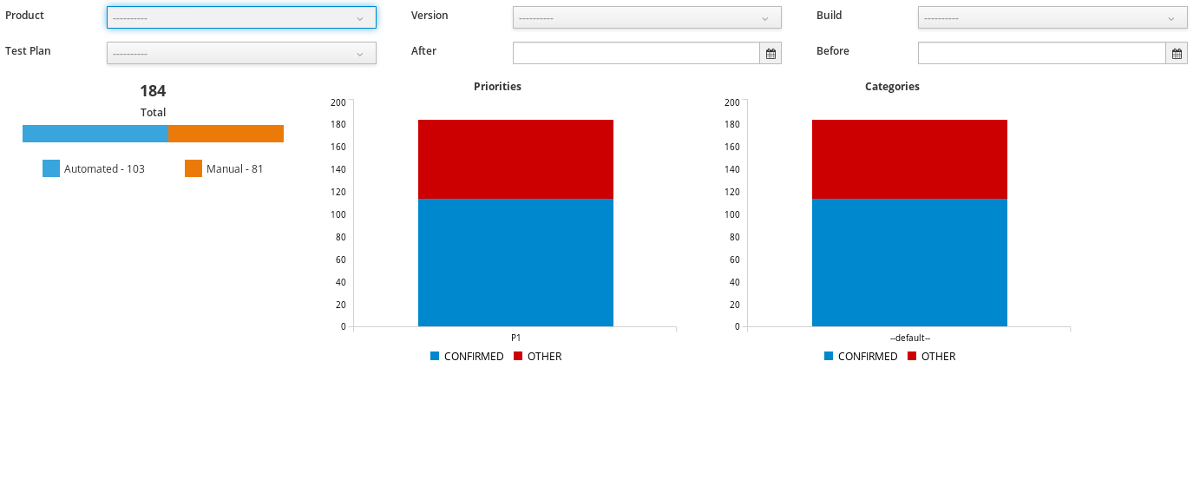 Product ---------- Version ---------- Build ----------
Test Plan ---------- After Before
184
Total
Automated - 103 Manual - 81
Priorities
200
180
160
140
120
100
80
60
40
20
0
P1
CONFIRMED OTHER
Categories
200
180
160
140
120
100
80
60
40
20
0
--default--
CONFIRMED OTHER